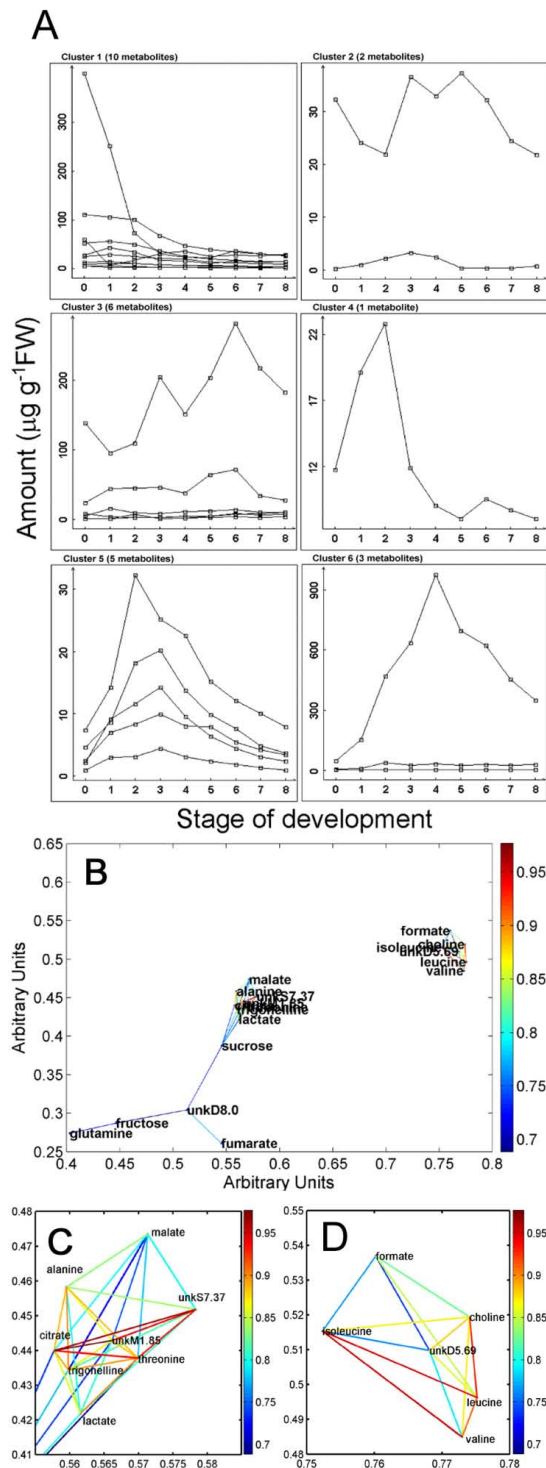 A
Cluster 1 (10 metabolites)
Cluster 2 (2 metabolites)
400
300
100
0
0 1 2 3 4 5 6 7 8
30
20
10
0
0 1 2 3 4 5 6 7 8
Cluster 3 (6 metabolites)
Cluster 4 (1 metabolite)
200
100
0
0 1 2 3 4 5 6 7 8
22
17
12
0 1 2 3 4 5 6 7 8
Cluster 5 (5 metabolites)
Cluster 6 (3 metabolites)
30
20
10
0
0 1 2 3 4 5 6 7 8
900
600
300
0
0 1 2 3 4 5 6 7 8
Amount (µg g⁻¹FW)
Stage of development
B
0.65
0.6
0.55
0.5
0.45
0.4
0.35
0.3
0.25
Arbitrary Units
formate
choline
isoleucine
unkD5.69
leucine
valine
malate
alanine
unkS7.37
trigonelline
lactate
sucrose
unkD8.0
fructose
glutamine
fumarate
0.4 0.45 0.5 0.55 0.6 0.65 0.7 0.75 0.8
Arbitrary Units
0.95
0.9
0.85
0.8
0.75
0.7
C
0.48
0.47
0.46
0.45
0.44
0.43
0.42
0.41
malate
alanine
unkS7.37
citrate
unkM1.85
threonine
trigonelline
lactate
0.56 0.565 0.57 0.575 0.58
0.95
0.9
0.85
0.8
0.75
0.7
D
0.55
0.54
0.53
0.52
0.51
0.5
0.49
0.48
formate
choline
isoleucine
unkD5.69
leucine
valine
0.75 0.76 0.77 0.78
0.95
0.9
0.85
0.8
0.75
0.7